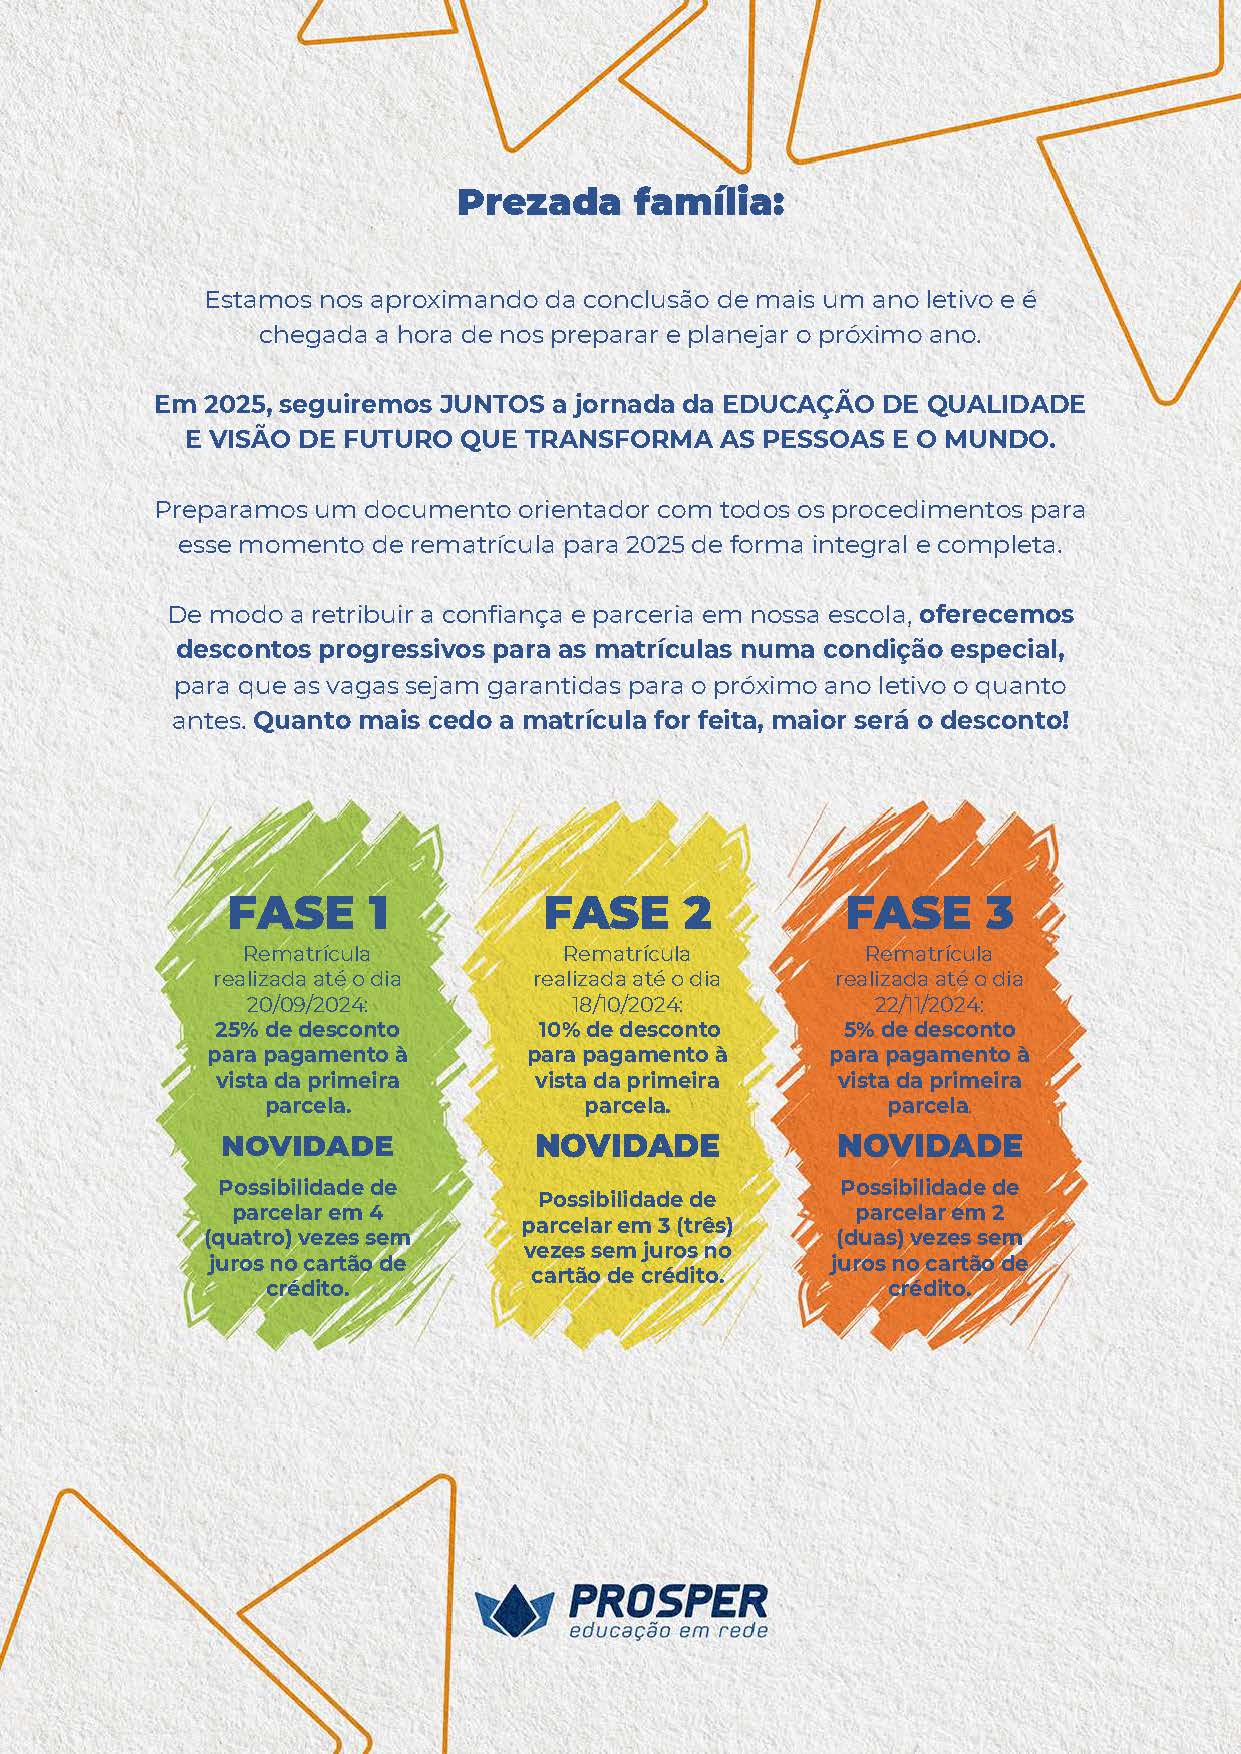 Prezada família:
Estamos nos aproximando da conclusão de mais um ano letivo e é
chegada a hora de nos preparar e planejar o próximo ano.
Em 2025, seguiremos JUNTOS a jornada da EDUCAÇÃO DE QUALIDADE
E VISÃO DE FUTURO QUE TRANSFORMA AS PESSOAS E O MUNDO.
Preparamos um documento orientador com todos os procedimentos para
esse momento de rematrícula para 2025 de forma integral e completa.
De modo a retribuir a confiança e parceria em nossa escola, oferecemos
descontos progressivos para as matrículas numa condição especial,
para que as vagas sejam garantidas para o próximo ano letivo o quanto
antes. Quanto mais cedo a matrícula for feita, maior será o desconto!
FASE 1
Rematrícula
realizada até o dia
20/09/2024:
25% de desconto
para pagamento à
vista da primeira
parcela.
NOVIDADE
Possibilidade de
parcelar em 4
(quatro) vezes sem
juros no cartão de
crédito.
FASE 2
Rematrícula
realizada até o dia
18/10/2024:
10% de desconto
para pagamento à
vista da primeira
parcela.
NOVIDADE
Possibilidade de
parcelar em 3 (três)
vezes sem juros no
cartão de crédito.
FASE 3
Rematrícula
realizada até o dia
22/11/2024:
5% de desconto
para pagamento à
vista da primeira
parcela.
NOVIDADE
Possibilidade de
parcelar em 2
(duas) vezes sem
juros no cartão de
crédito.
PROSPER
educação em rede